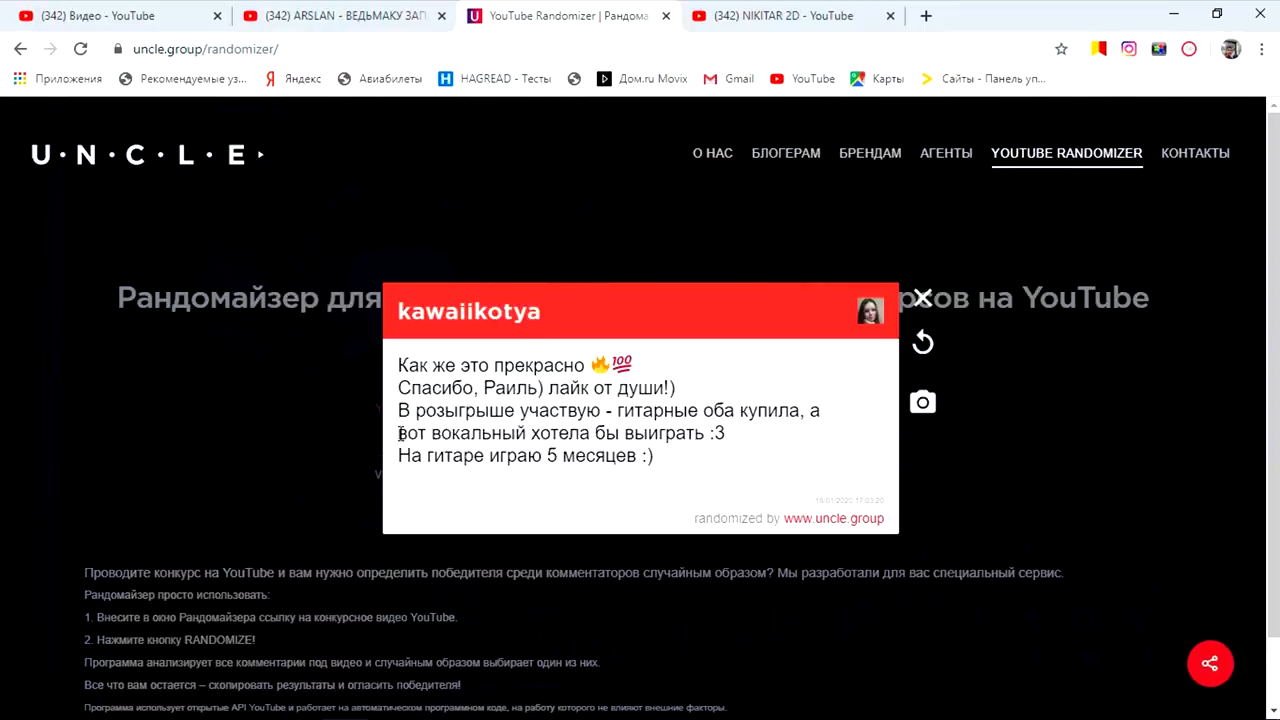 (342) Видео - YouTube
(342) ARSLAN - ВЕДЬМАКУ ЗАП
YouTube Randomizer | Рандома
(342) NIKITAR 2D - YouTube
uncle.group/randomizer/
Приложения
Рекомендуемые уз...
Яндекс
Авиабилеты
HAGREAD - Тесты
Дом.ru Movix
Gmail
YouTube
Карты
Сайты - Панель уп...
U·N·C·L·E
О НАС
БЛОГЕРАМ
БРЕНДАМ
АГЕНТЫ
YOUTUBE RANDOMIZER
КОНТАКТЫ
Рандомайзер для
рсов на YouTube
kawaiikotya
Как же это прекрасно 🔥💯
Спасибо, Раиль) лайк от души!)
В розыгрыше участвую - гитарные оба купила, а
вот вокальный хотела бы выиграть :3
На гитаре играю 5 месяцев :)
randomized by www.uncle.group
Проводите конкурс на YouTube и вам нужно определить победителя среди комментаторов случайным образом? Мы разработали для вас специальный сервис.
Рандомайзер просто использовать:
1. Внесите в окно Рандомайзера ссылку на конкурсное видео YouTube.
2. Нажмите кнопку RANDOMIZE!
Программа анализирует все комментарии под видео и случайным образом выбирает один из них.
Все что вам остается – скопировать результаты и огласить победителя!
Программа использует открытые API YouTube и работает на автоматическом программном коде, на работу которого не влияют внешние факторы.